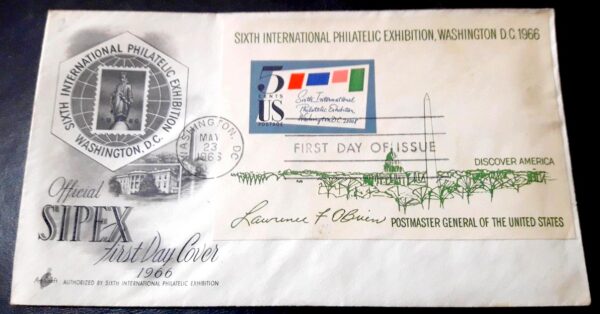 SIXTH INTERNATIONAL PHILATELIC EXHIBITION
WASHINGTON, D.C.
Official
SIPEX
First Day Cover
1966
Artcraft
AUTHORIZED BY SIXTH INTERNATIONAL PHILATELIC EXHIBITION
WASHINGTON, DC
MAY
23
1966
SIXTH INTERNATIONAL PHILATELIC EXHIBITION, WASHINGTON D.C. 1966
5
CENTS
US
POSTAGE
Sixth International
Philatelic Exhibition
Washington, D.C.
FIRST DAY OF ISSUE
DISCOVER AMERICA
Lawrence F. O'Brien POSTMASTER GENERAL OF THE UNITED STATES